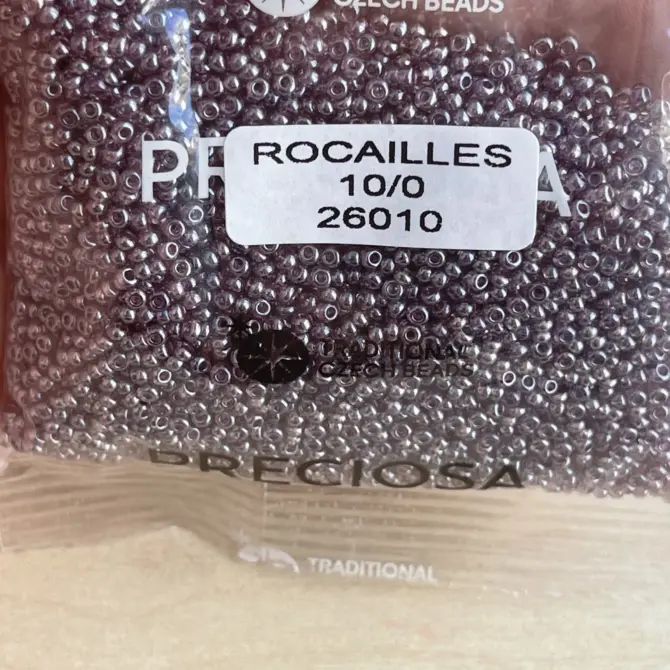 CZECH BEADS
ROCAILLES
10/0
26010
TRADITIONAL
CZECH BEADS
PRECIOSA
TRADITIONAL